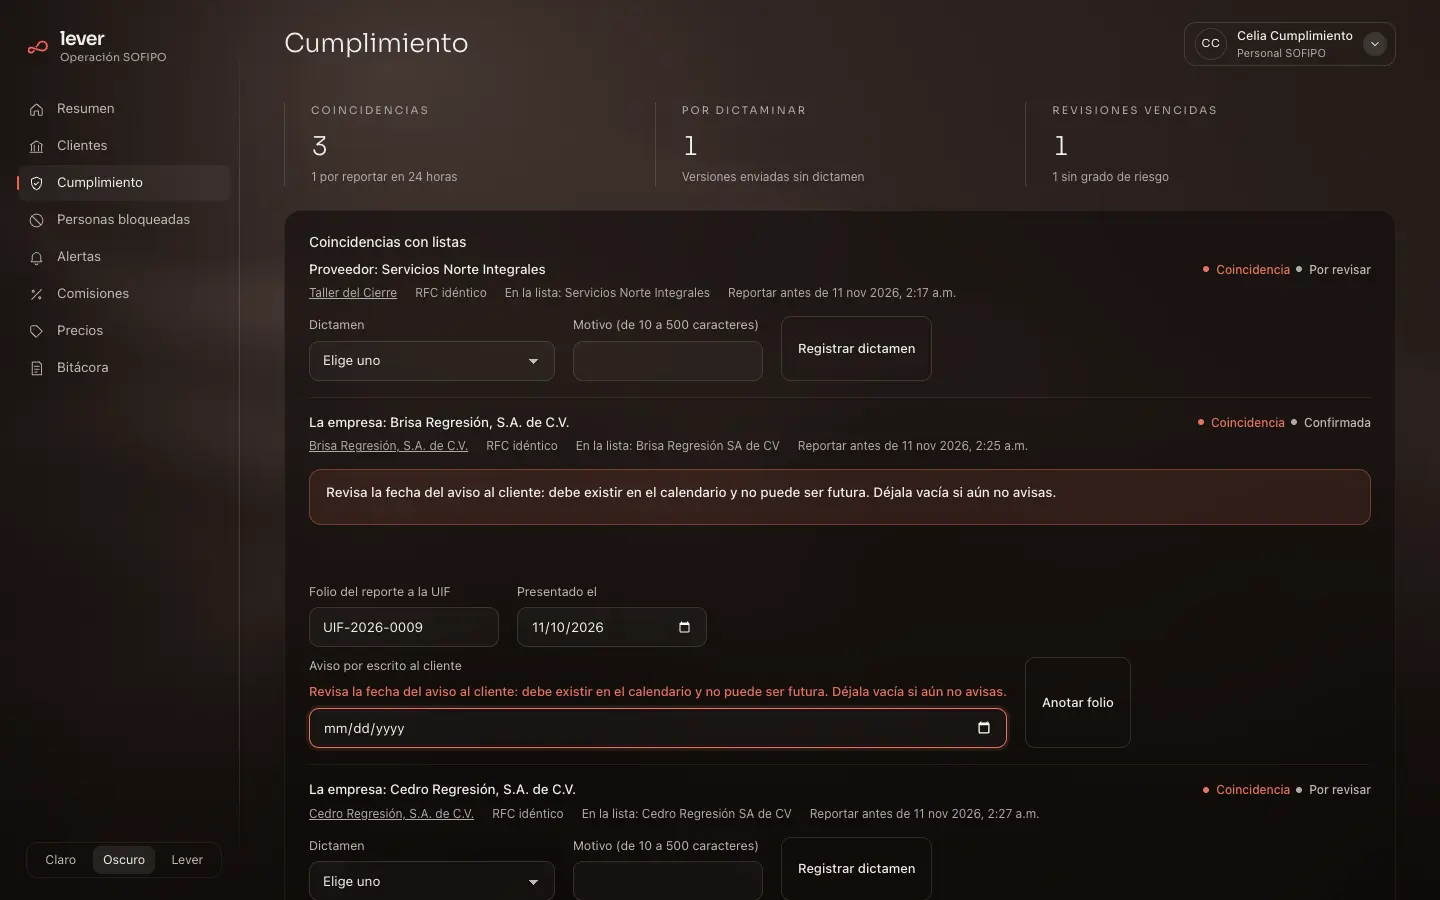 lever
Operación SOFIPO
Cumplimiento
CC
Celia Cumplimiento
Personal SOFIPO
Resumen
Clientes
Cumplimiento
Personas bloqueadas
Alertas
Comisiones
Precios
Bitácora
COINCIDENCIAS
3
1 por reportar en 24 horas
POR DICTAMINAR
1
Versiones enviadas sin dictamen
REVISIONES VENCIDAS
1
1 sin grado de riesgo
Coincidencias con listas
Proveedor: Servicios Norte Integrales
Coincidencia Por revisar
Taller del Cierre RFC idéntico En la lista: Servicios Norte Integrales Reportar antes de 11 nov 2026, 2:17 a.m.
Dictamen
Elige uno
Motivo (de 10 a 500 caracteres)
Registrar dictamen
La empresa: Brisa Regresión, S.A. de C.V.
Coincidencia Confirmada
Brisa Regresión, S.A. de C.V. RFC idéntico En la lista: Brisa Regresión SA de CV Reportar antes de 11 nov 2026, 2:25 a.m.
Revisa la fecha del aviso al cliente: debe existir en el calendario y no puede ser futura. Déjala vacía si aún no avisas.
Folio del reporte a la UIF
UIF-2026-0009
Presentado el
11/10/2026
Aviso por escrito al cliente
Revisa la fecha del aviso al cliente: debe existir en el calendario y no puede ser futura. Déjala vacía si aún no avisas.
mm/dd/yyyy
Anotar folio
La empresa: Cedro Regresión, S.A. de C.V.
Coincidencia Por revisar
Cedro Regresión, S.A. de C.V. RFC idéntico En la lista: Cedro Regresión SA de CV Reportar antes de 11 nov 2026, 2:27 a.m.
Dictamen
Elige uno
Motivo (de 10 a 500 caracteres)
Registrar dictamen
Claro Oscuro Lever